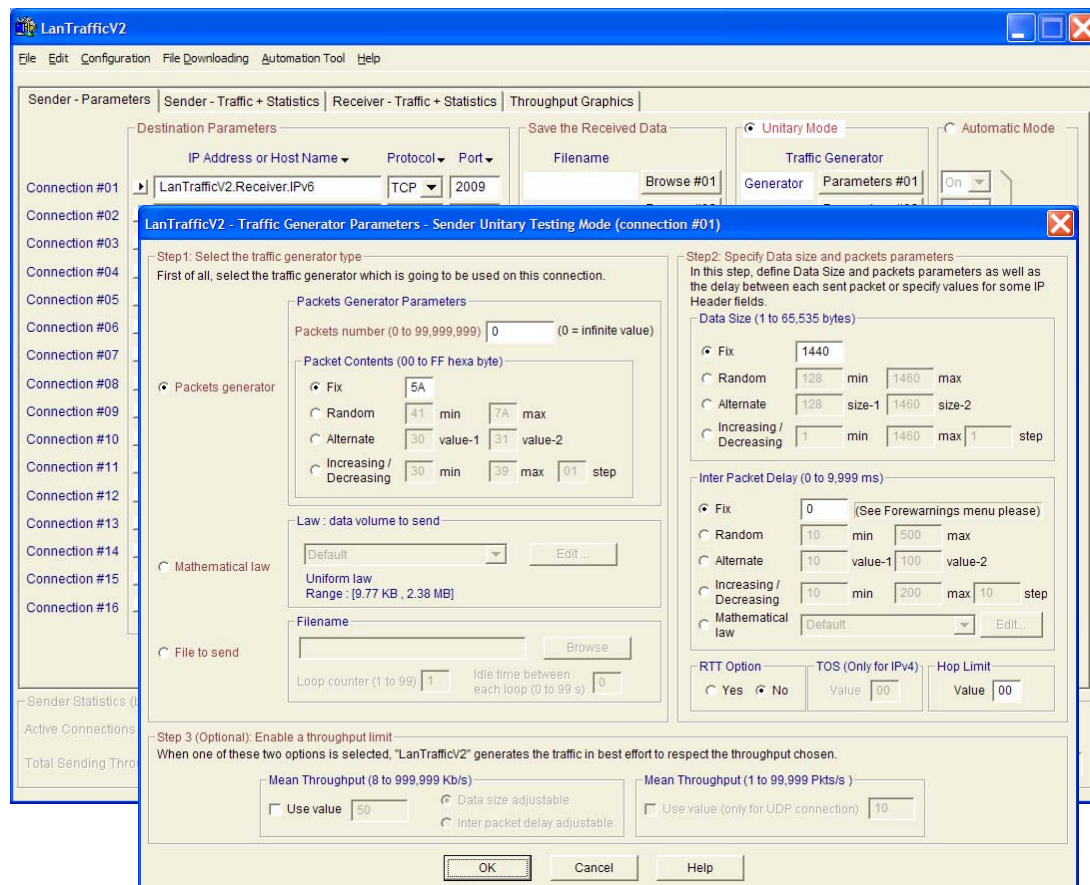 LanTrafficV2
File Edit Configuration File Downloading Automation Tool Help
Sender - Parameters Sender - Traffic + Statistics Receiver - Traffic + Statistics Throughput Graphics
Destination Parameters Save the Received Data Unitary Mode Automatic Mode
IP Address or Host Name Protocol Port Filename Traffic Generator
Connection #01 LanTrafficV2.Receiver.IPv6 TCP 2009 Browse #01 Generator Parameters #01 On
Connection #02
Connection #03
Connection #04
Connection #05
Connection #06
Connection #07
Connection #08
Connection #09
Connection #10
Connection #11
Connection #12
Connection #13
Connection #14
Connection #15
Connection #16
Sender Statistics
Active Connections
Total Sending
LanTrafficV2 - Traffic Generator Parameters - Sender Unitary Testing Mode (connection #01)
Step1: Select the traffic generator type
First of all, select the traffic generator which is going to be used on this connection.
Packets generator
Packets Generator Parameters
Packets number (0 to 99,999,999) 0 (0 = infinite value)
Packet Contents (00 to FF hexa byte)
Fix 5A
Random 41 min 7A max
Alternate 30 value-1 31 value-2
Increasing / Decreasing 30 min 39 max 01 step
Mathematical law
Law : data volume to send
Default Edit ...
Uniform law
Range : [9.77 KB , 2.38 MB]
File to send
Filename
Browse
Loop counter (1 to 99) 1 Idle time between each loop (0 to 99 s) 0
Step2: Specify Data size and packets parameters
In this step, define Data Size and packets parameters as well as
the delay between each sent packet or specify values for some IP
Header fields.
Data Size (1 to 65,535 bytes)
Fix 1440
Random 128 min 1460 max
Alternate 128 size-1 1460 size-2
Increasing / Decreasing 1 min 1460 max 1 step
Inter Packet Delay (0 to 9,999 ms)
Fix 0 (See Forewarnings menu please)
Random 10 min 500 max
Alternate 10 value-1 100 value-2
Increasing / Decreasing 10 min 200 max 10 step
Mathematical law Default Edit...
RTT Option TOS (Only for IPv4) Hop Limit
Yes No Value 00 Value 00
Step 3 (Optional): Enable a throughput limit
When one of these two options is selected, "LanTrafficV2" generates the traffic in best effort to respect the throughput chosen.
Mean Throughput (8 to 999,999 Kb/s)
Use value 50 Data size adjustable
Inter packet delay adjustable
Mean Throughput (1 to 99,999 Pkts/s )
Use value (only for UDP connection) 10
OK Cancel Help